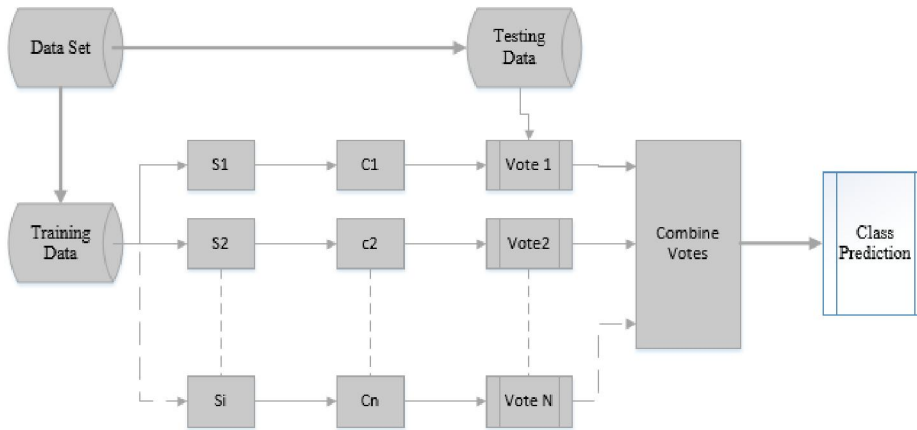 Data Set
Testing
Data
S1
C1
Vote 1
Training
Data
S2
c2
Vote2
Combine
Votes
Class
Prediction
Si
Cn
Vote N